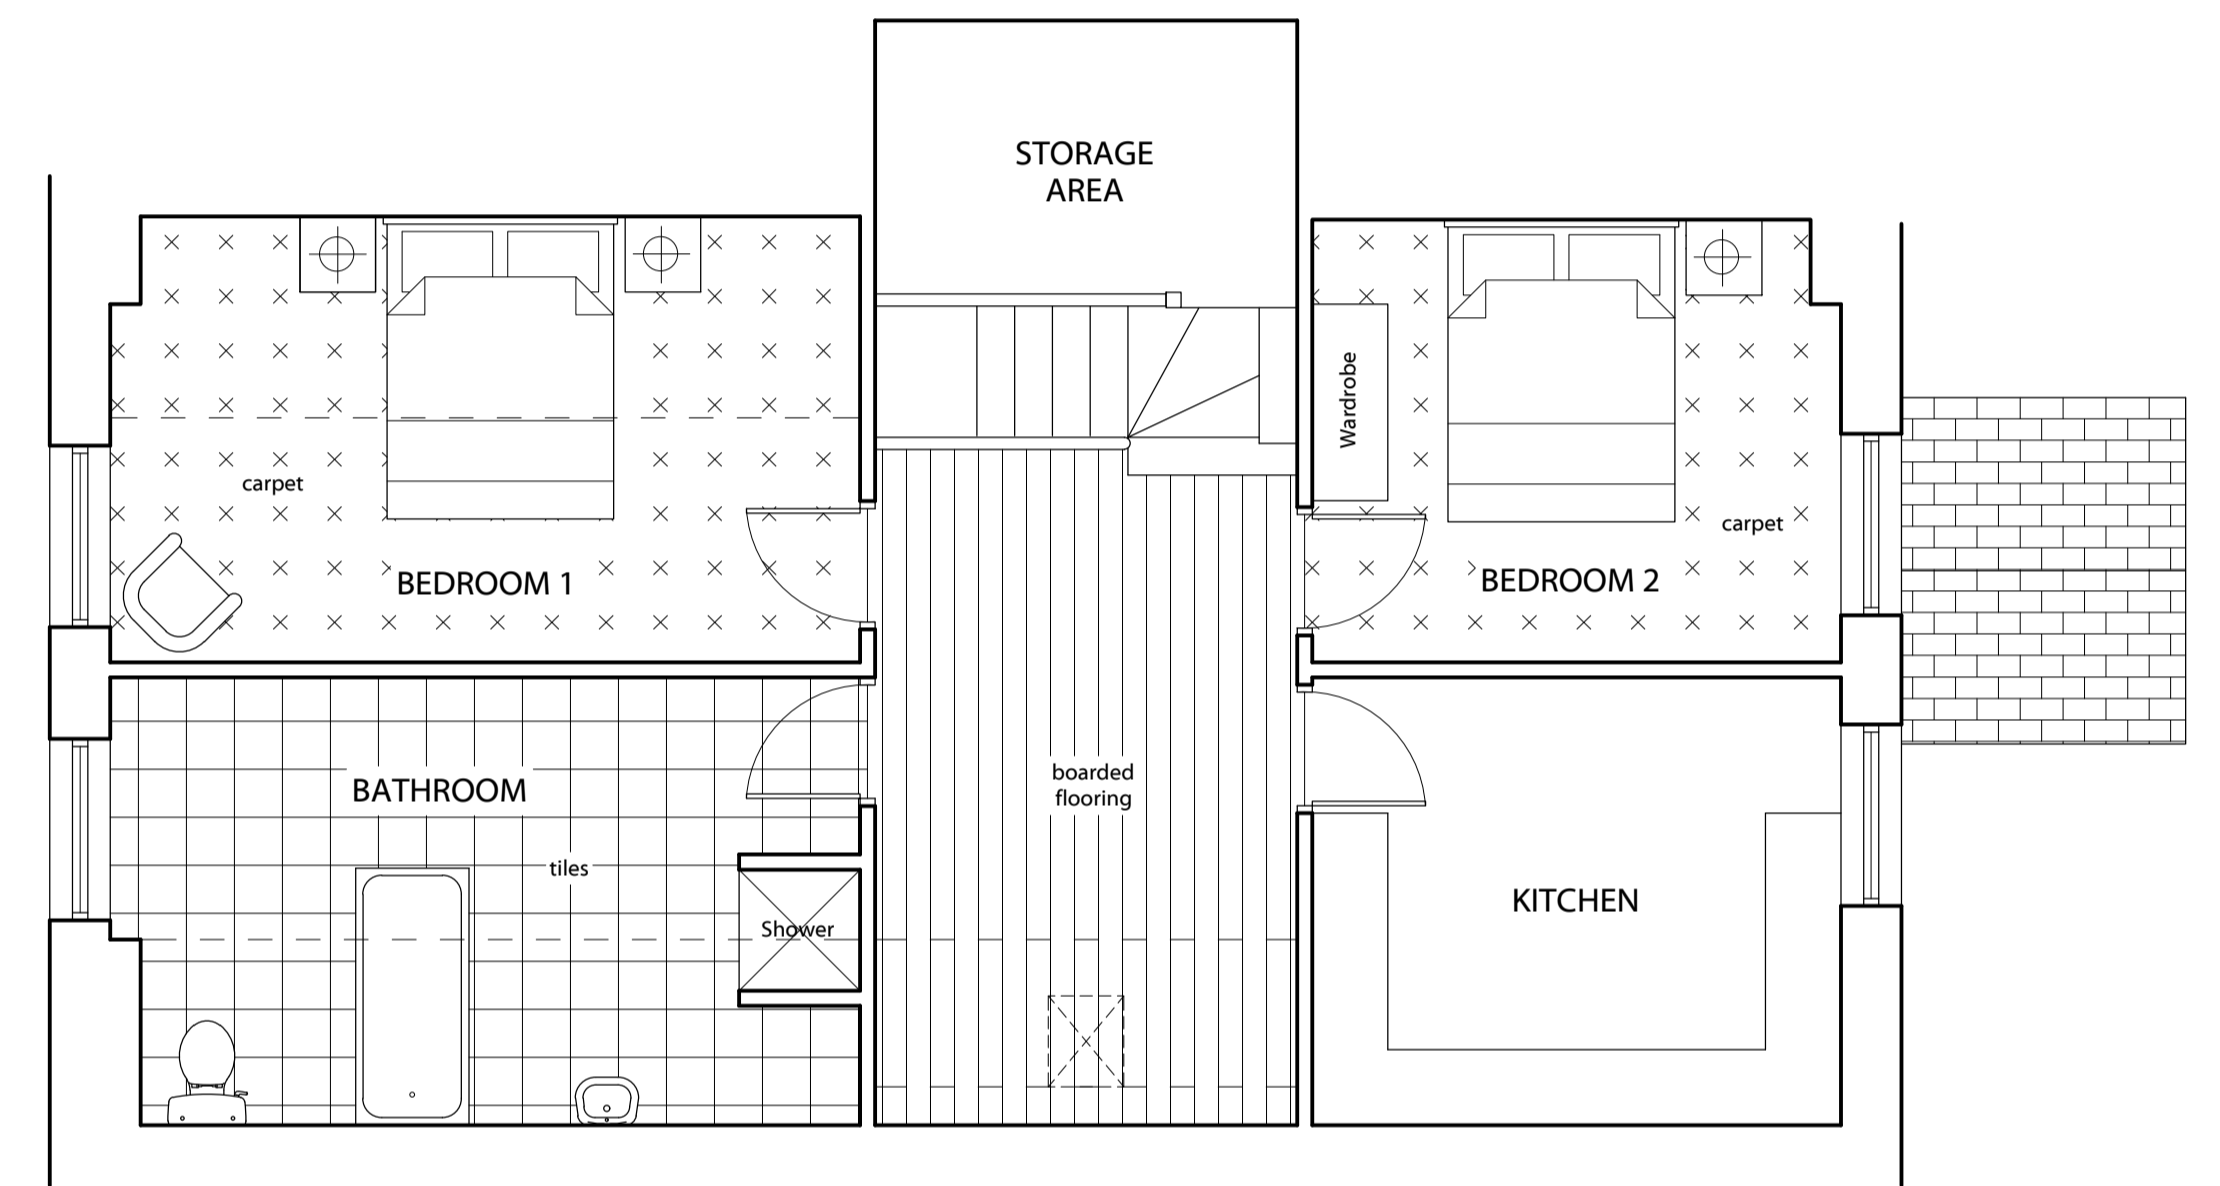 STORAGE
AREA
Wardrobe
carpet
carpet
BEDROOM 1
BEDROOM 2
boarded
flooring
BATHROOM
tiles
KITCHEN
Shower